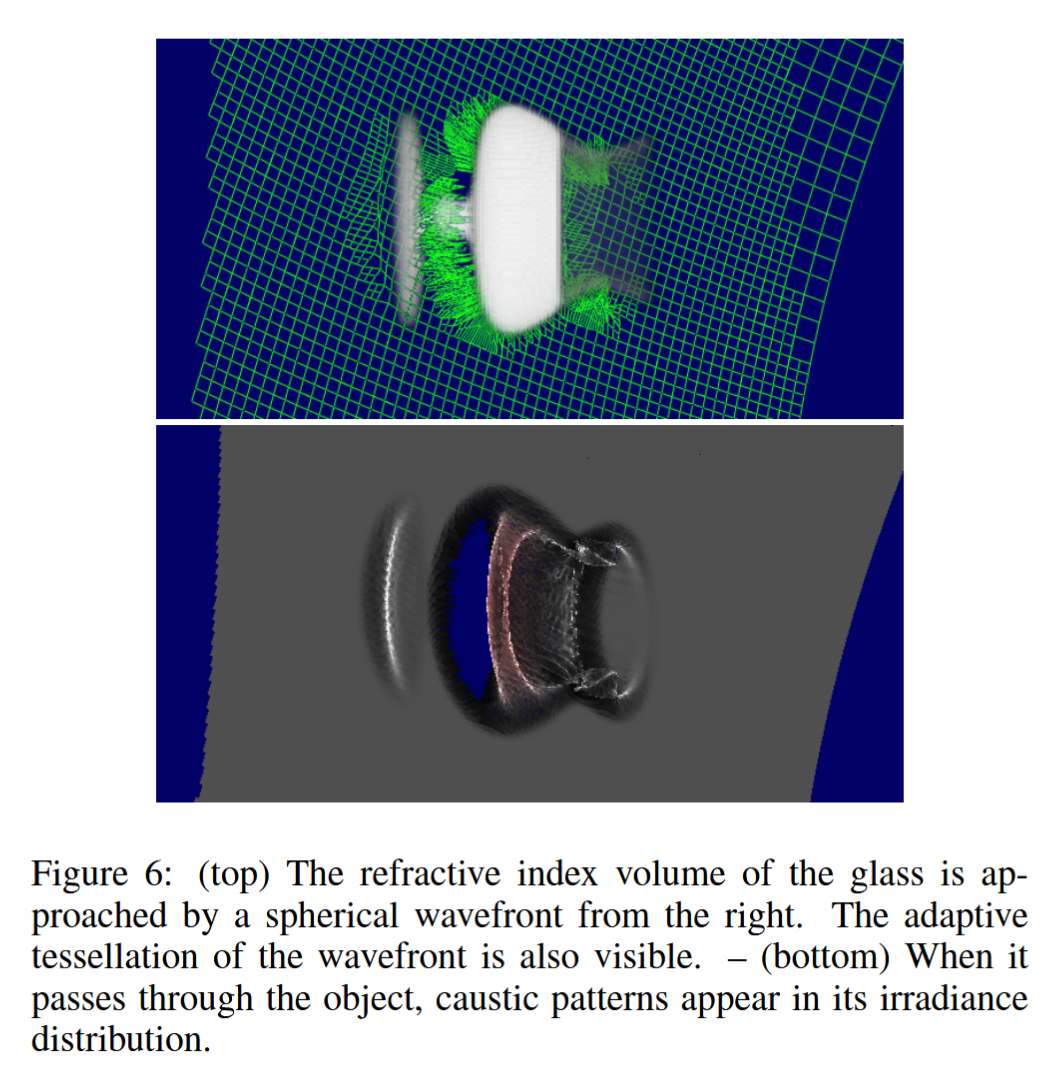 Figure 6: (top) The refractive index volume of the glass is ap-
proached by a spherical wavefront from the right. The adaptive
tessellation of the wavefront is also visible. – (bottom) When it
passes through the object, caustic patterns appear in its irradiance
distribution.